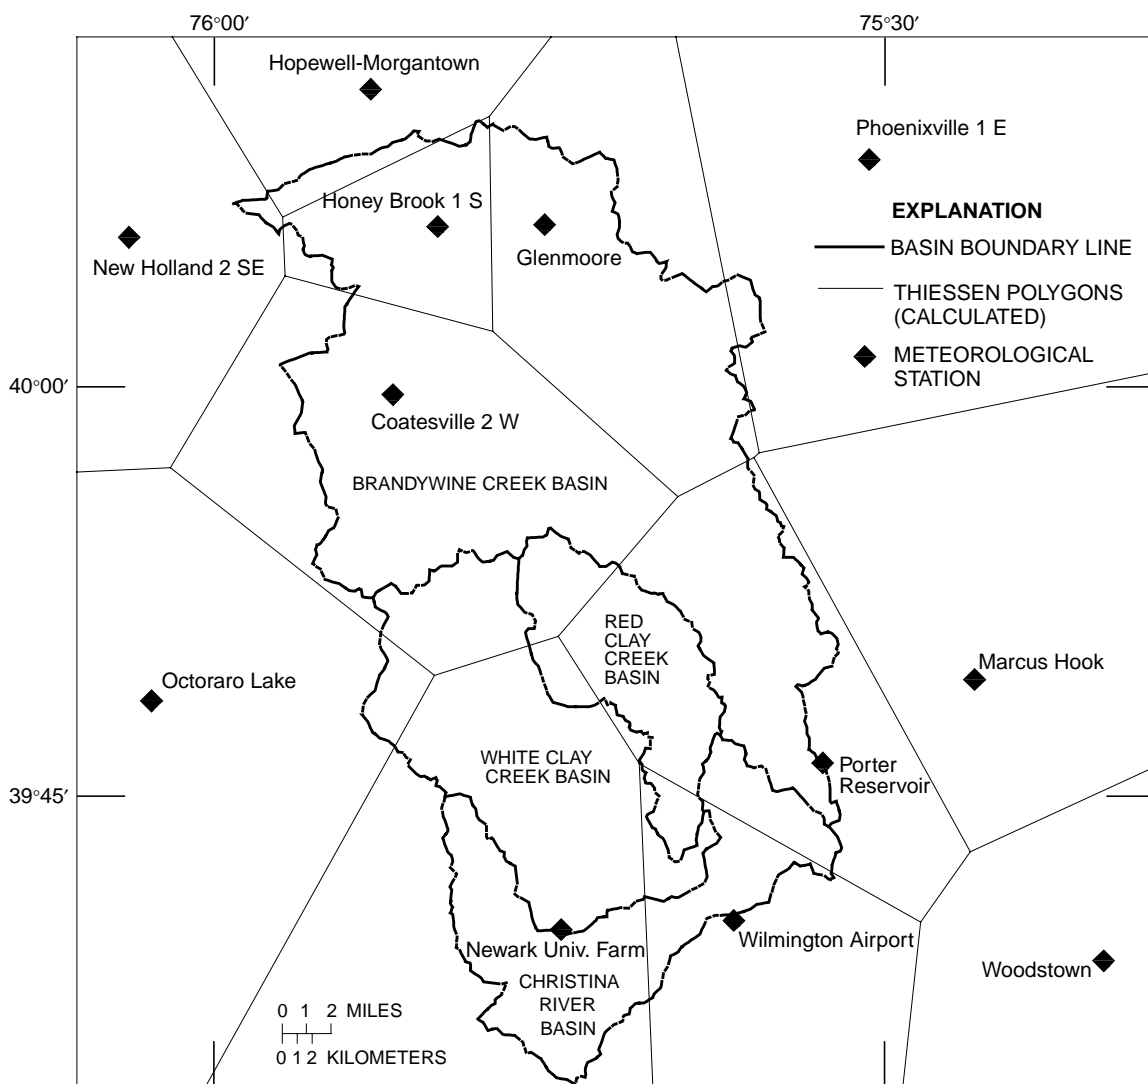 76°00′
75°30′
Hopewell-Morgantown
Phoenixville 1 E
EXPLANATION
BASIN BOUNDARY LINE
THIESSEN POLYGONS
(CALCULATED)
METEOROLOGICAL
STATION
Honey Brook 1 S
Glenmoore
New Holland 2 SE
40°00′
Coatesville 2 W
BRANDYWINE CREEK BASIN
RED
CLAY
CREEK
BASIN
Octoraro Lake
Marcus Hook
WHITE CLAY
CREEK BASIN
Porter
Reservoir
39°45′
Newark Univ. Farm
Wilmington Airport
Woodstown
CHRISTINA
RIVER
BASIN
0 1 2 MILES
0 1 2 KILOMETERS